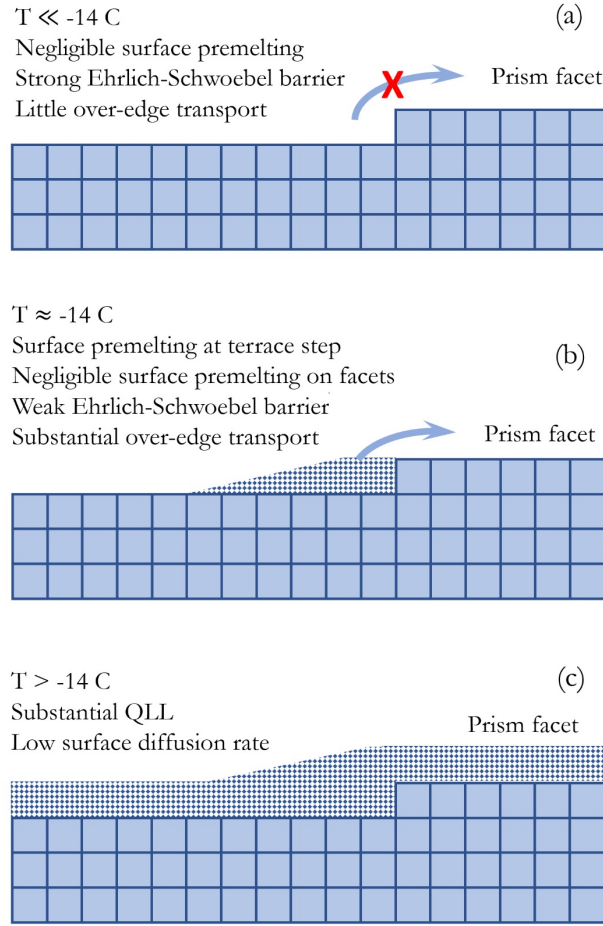 T ≪ -14 C
(a)
Negligible surface premelting
Strong Ehrlich-Schwoebel barrier
Little over-edge transport
Prism facet
X
T ≈ -14 C
Surface premelting at terrace step
(b)
Negligible surface premelting on facets
Weak Ehrlich-Schwoebel barrier
Substantial over-edge transport
Prism facet
T > -14 C
(c)
Substantial QLL
Low surface diffusion rate
Prism facet